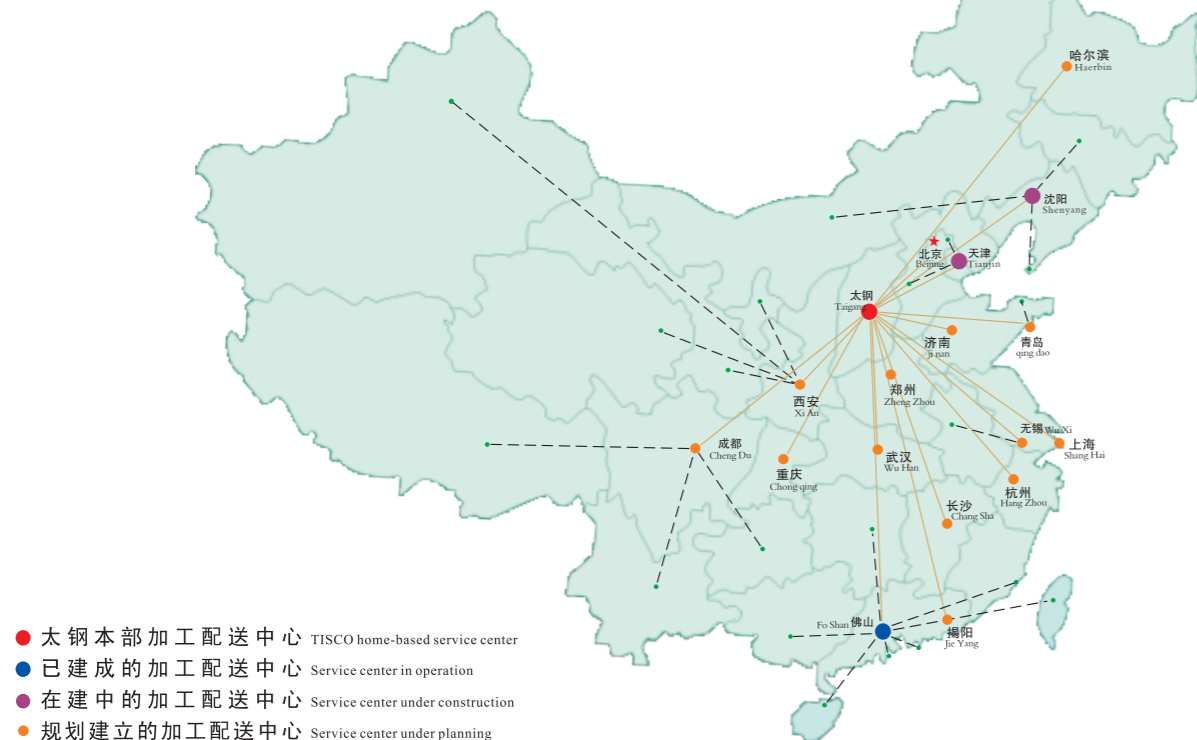 哈尔滨
Haerbin
沈阳
Shenyang
北京
Beijing
天津
Tianjin
太钢
Taigang
济南
ji nan
青岛
qing dao
郑州
Zheng Zhou
西安
Xi An
无锡 Wu Xi
上海
Shang Hai
成都
Cheng Du
重庆
Chong qing
武汉
Wu Han
杭州
Hang Zhou
长沙
Chang Sha
Fo Shan 佛山
揭阳
Jie Yang
太钢本部加工配送中心 TISCO home-based service center
已建成的加工配送中心 Service center in operation
在建中的加工配送中心 Service center under construction
规划建立的加工配送中心 Service center under planning